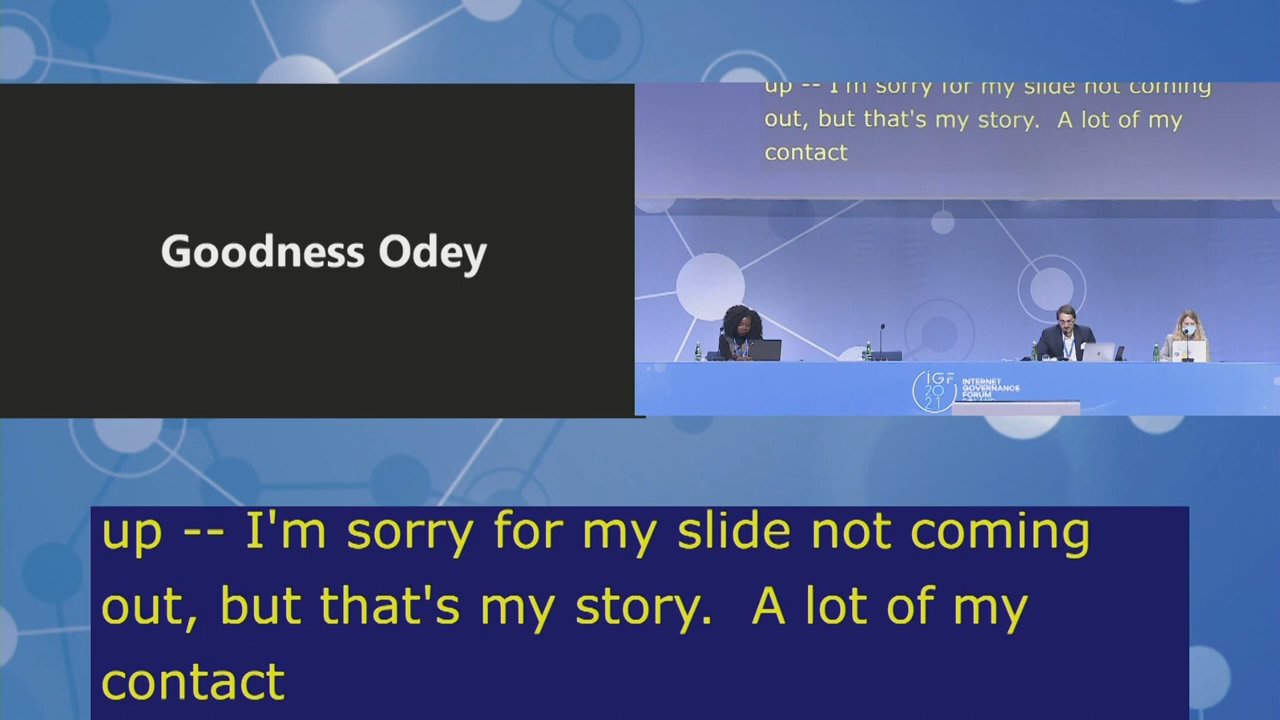 Goodness Odey
up -- I'm sorry for my slide not coming
out, but that's my story.  A lot of my
contact
IGF
20
21
INTERNET
GOVERNANCE
FORUM
up -- I'm sorry for my slide not coming
out, but that's my story.  A lot of my
contact